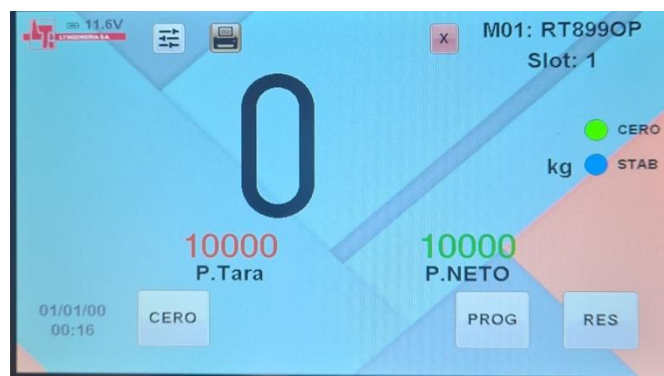 11.6V
X
M01: RT899OP
Slot: 1
0
CERO
kg
STAB
10000
P.Tara
10000
P.NETO
01/01/00
00:16
CERO
PROG
RES